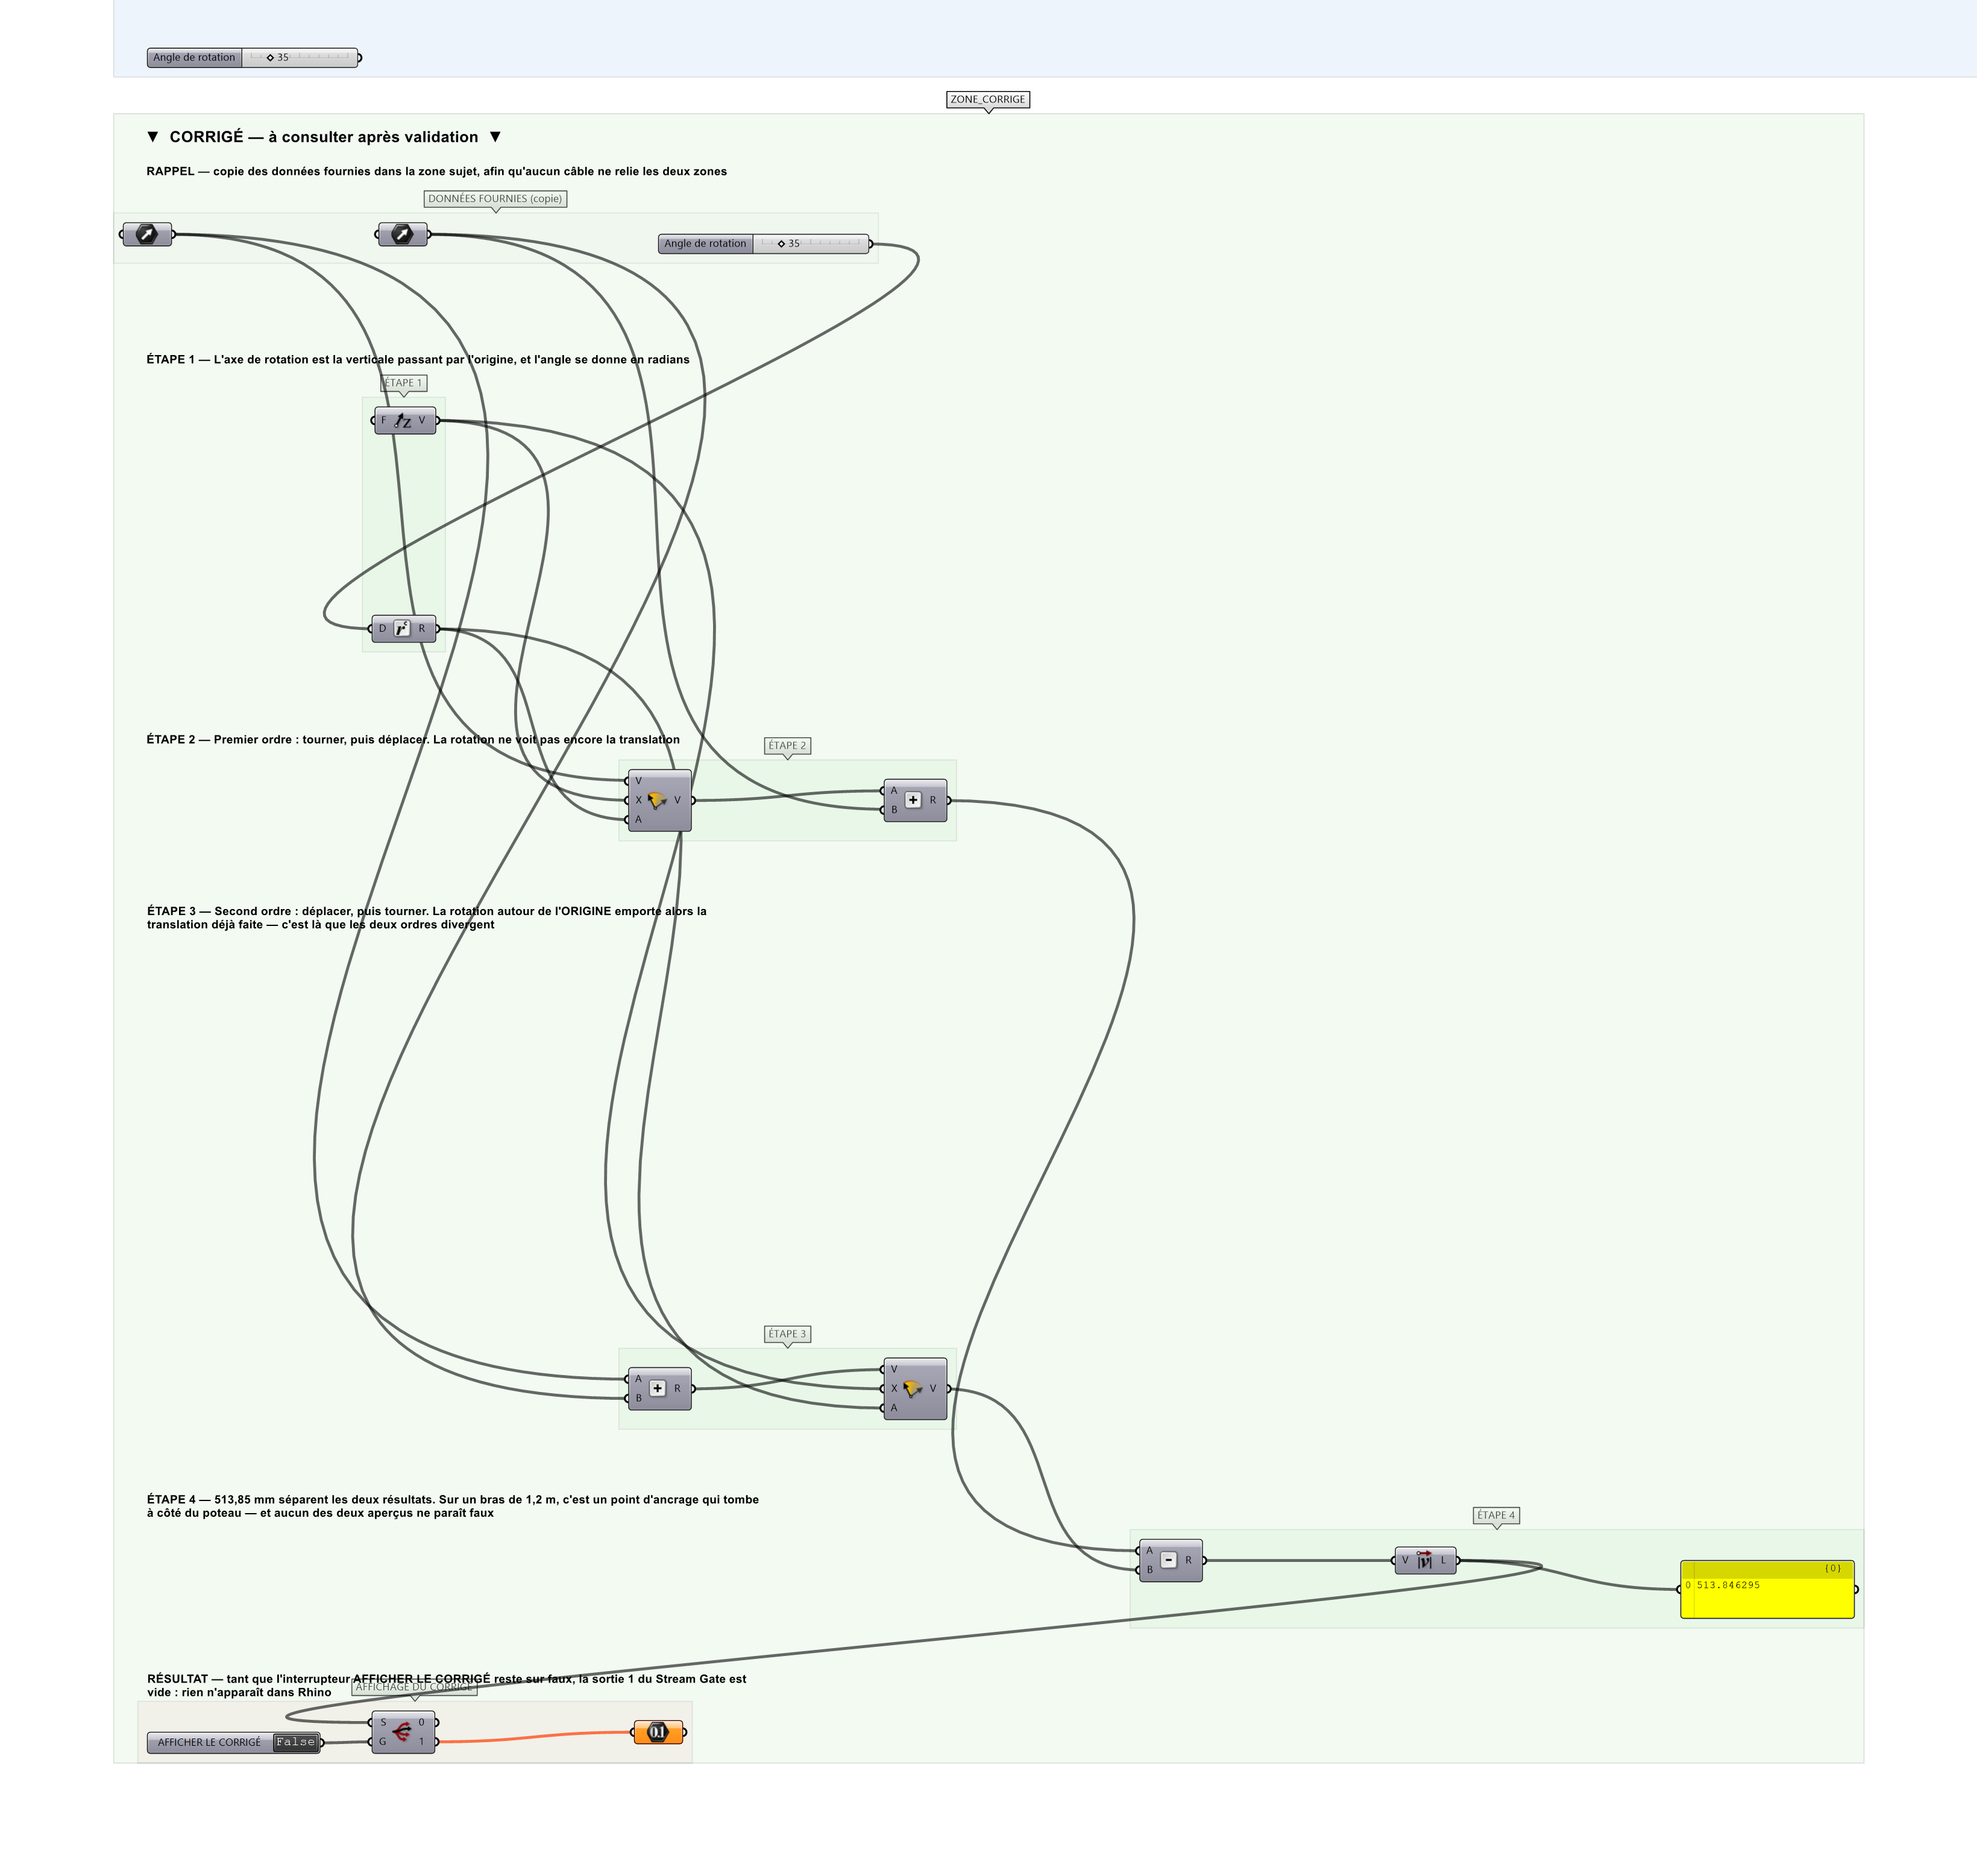 Angle de rotation 35
ZONE_CORRIGE
▼ CORRIGÉ — à consulter après validation ▼
RAPPEL — copie des données fournies dans la zone sujet, afin qu'aucun câble ne relie les deux zones
DONNÉES FOURNIES (copie)
Angle de rotation 35
ÉTAPE 1 — L'axe de rotation est la verticale passant par l'origine, et l'angle se donne en radians
ÉTAPE 1
F Z V
D r R
ÉTAPE 2 — Premier ordre : tourner, puis déplacer. La rotation ne voit pas encore la translation
ÉTAPE 2
V
X V
A
A
B R
ÉTAPE 3 — Second ordre : déplacer, puis tourner. La rotation autour de l'ORIGINE emporte alors la
translation déjà faite — c'est là que les deux ordres divergent
ÉTAPE 3
A
B R
V
X V
A
ÉTAPE 4 — 513,85 mm séparent les deux résultats. Sur un bras de 1,2 m, c'est un point d'ancrage qui tombe
à côté du poteau — et aucun des deux aperçus ne paraît faux
ÉTAPE 4
A
B R
V |v| L
{0}
0 513.846295
RÉSULTAT — tant que l'interrupteur AFFICHER LE CORRIGÉ reste sur faux, la sortie 1 du Stream Gate est
vide : rien n'apparaît dans Rhino
AFFICHAGE DU CORRIGÉ
S 0
G 1
AFFICHER LE CORRIGÉ False
0.1